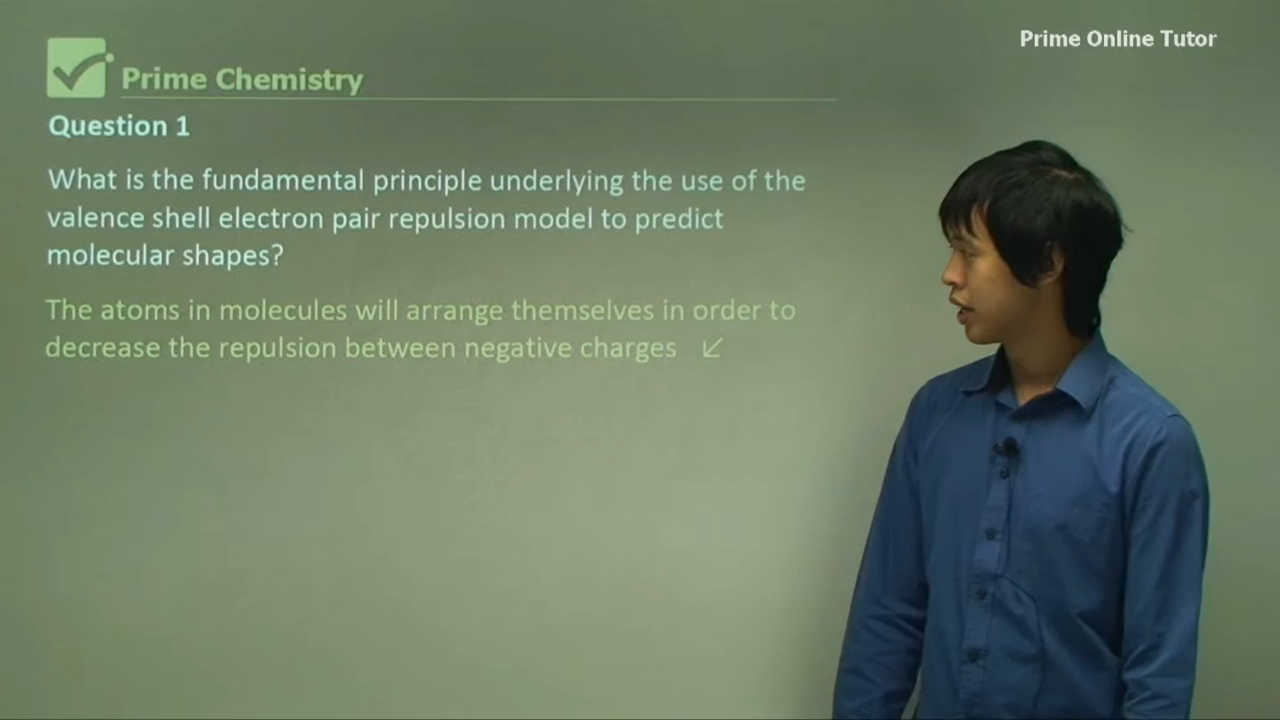 Prime Online Tutor
Prime Chemistry
Question 1
What is the fundamental principle underlying the use of the
valence shell electron pair repulsion model to predict
molecular shapes?
The atoms in molecules will arrange themselves in order to
decrease the repulsion between negative charges